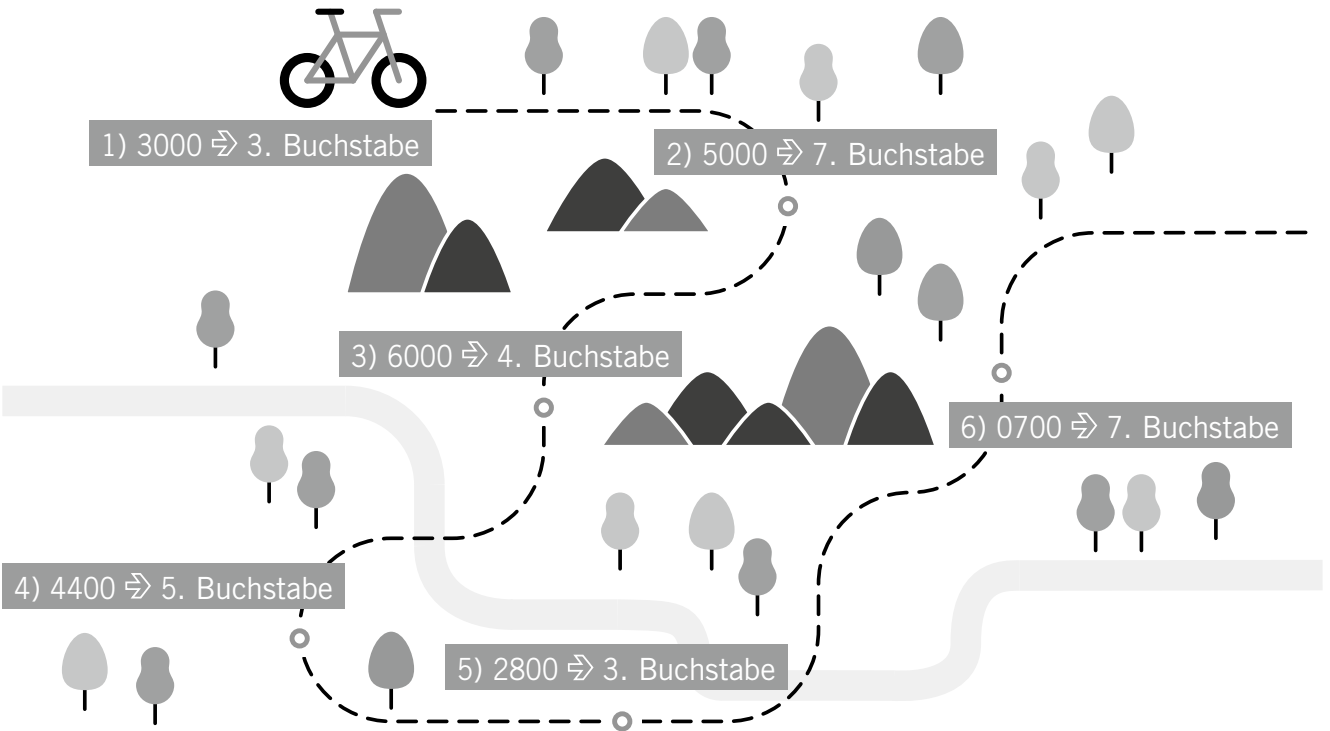 1) 3000 ⇨ 3. Buchstabe
2) 5000 ⇨ 7. Buchstabe
3) 6000 ⇨ 4. Buchstabe
4) 4400 ⇨ 5. Buchstabe
5) 2800 ⇨ 3. Buchstabe
6) 0700 ⇨ 7. Buchstabe